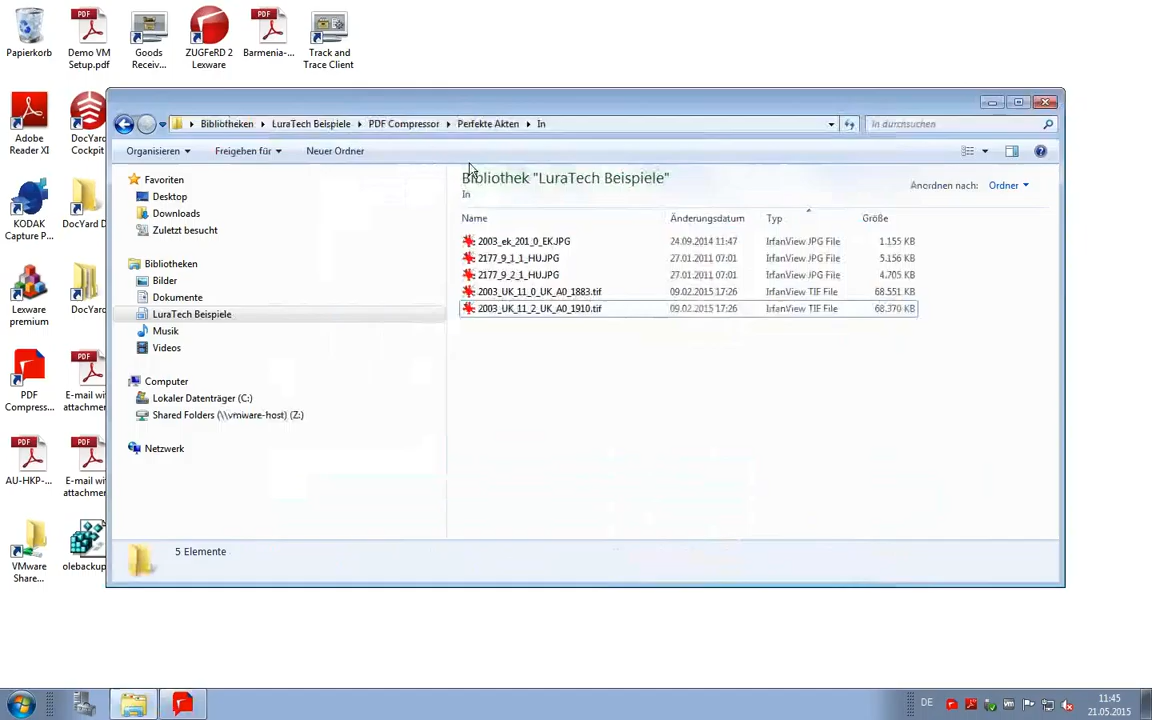 Papierkorb
Demo VM
Setup.pdf
Goods
Receiv...
ZUGFeRD 2
Lexware
Barmenia-...
Track and
Trace Client
Adobe
Reader XI
DocYard
Cockpit
KODAK
Capture P...
DocYard D
Lexware
premium
DocYard
PDF
Compress...
E-mail wi
attachmen
AU-HKP-...
E-mail wi
attachmen
VMware
Share...
olebackup
Bibliotheken
LuraTech Beispiele
PDF Compressor
Perfekte Akten
In
In durchsuchen
Organisieren
Freigeben für
Neuer Ordner
Favoriten
Desktop
Downloads
Zuletzt besucht
Bibliotheken
Bilder
Dokumente
LuraTech Beispiele
Musik
Videos
Computer
Lokaler Datenträger (C:)
Shared Folders (\\vmware-host) (Z:)
Netzwerk
Bibliothek "LuraTech Beispiele"
In
Anordnen nach: Ordner
Name Änderungsdatum Typ Größe
2003_ek_201_0_EK.JPG 24.09.2014 11:47 IrfanView JPG File 1.155 KB
2177_9_1_1_HU.JPG 27.01.2011 07:01 IrfanView JPG File 5.156 KB
2177_9_2_1_HU.JPG 27.01.2011 07:01 IrfanView JPG File 4.705 KB
2003_UK_11_0_UK_A0_1883.tif 09.02.2015 17:26 IrfanView TIF File 68.551 KB
2003_UK_11_2_UK_A0_1910.tif 09.02.2015 17:26 IrfanView TIF File 68.370 KB
5 Elemente
DE
11:45
21.05.2015